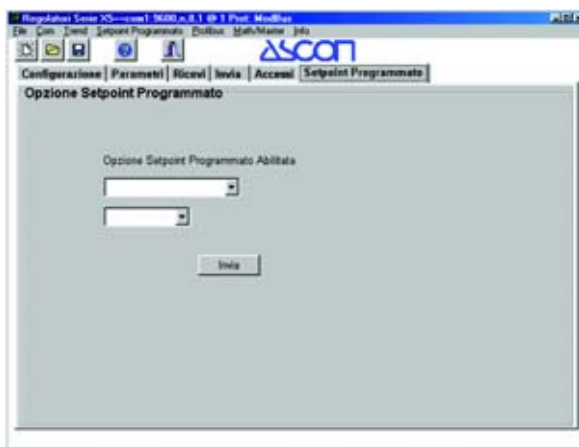 Regolatori Serie X5---com1:9600,n,8,1 @ 1 Prot: ModBus
File Com Trend Setpoint Programmato Profibus Math/Master Info
ASCON
Configurazione Parametri Ricevi Invia Accessi Setpoint Programmato
Opzione Setpoint Programmato
Opzione Setpoint Programmato Abilitata
Invia